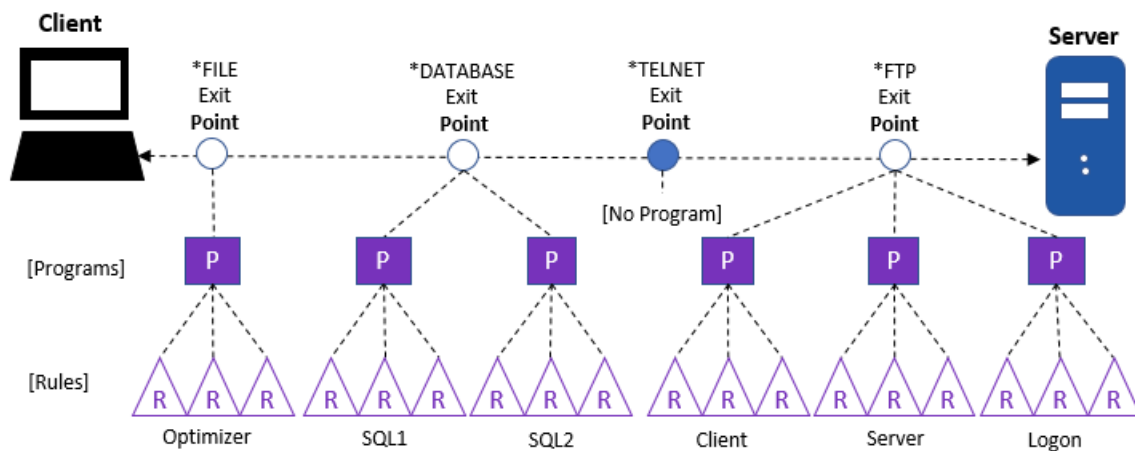 Client
Server
*FILE
Exit
Point
*DATABASE
Exit
Point
*TELNET
Exit
Point
*FTP
Exit
Point
[No Program]
[Programs] P P P P P P
[Rules] R R R R R R R R R R R R R R R R R R
Optimizer SQL1 SQL2 Client Server Logon